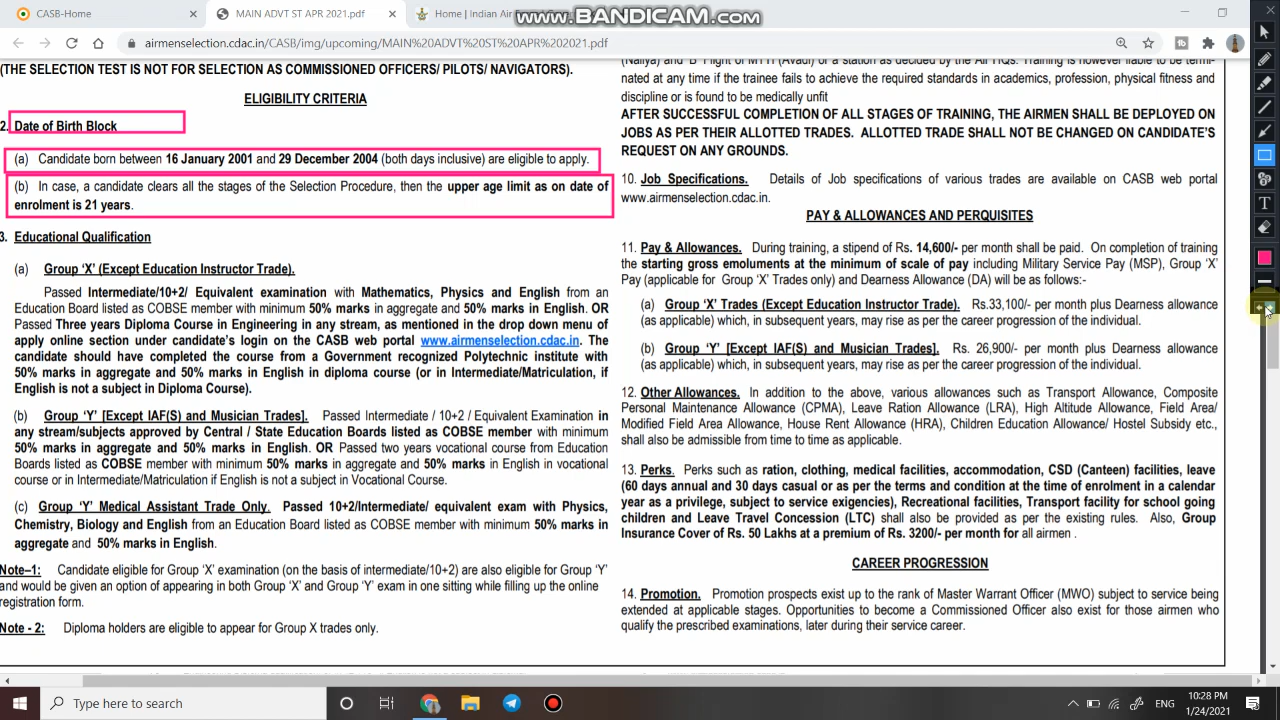 CASB-Home
MAIN ADVT ST APR 2021.pdf
Home | Indian Air
www.BANDICAM.com
airmenselection.cdac.in/CASB/img/upcoming/MAIN%20ADVT%20ST%20APR%202021.pdf
(THE SELECTION TEST IS NOT FOR SELECTION AS COMMISSIONED OFFICERS/ PILOTS/ NAVIGATORS).
ELIGIBILITY CRITERIA
2. Date of Birth Block
(a) Candidate born between 16 January 2001 and 29 December 2004 (both days inclusive) are eligible to apply.
(b) In case, a candidate clears all the stages of the Selection Procedure, then the upper age limit as on date of
enrolment is 21 years.
3. Educational Qualification
(a) Group ‘X’ (Except Education Instructor Trade).
Passed Intermediate/10+2/ Equivalent examination with Mathematics, Physics and English from an
Education Board listed as COBSE member with minimum 50% marks in aggregate and 50% marks in English. OR
Passed Three years Diploma Course in Engineering in any stream, as mentioned in the drop down menu of
apply online section under candidate’s login on the CASB web portal www.airmenselection.cdac.in. The
candidate should have completed the course from a Government recognized Polytechnic institute with
50% marks in aggregate and 50% marks in English in diploma course (or in Intermediate/Matriculation, if
English is not a subject in Diploma Course).
(b) Group ‘Y’ [Except IAF(S) and Musician Trades]. Passed Intermediate / 10+2 / Equivalent Examination in
any stream/subjects approved by Central / State Education Boards listed as COBSE member with minimum
50% marks in aggregate and 50% marks in English. OR Passed two years vocational course from Education
Boards listed as COBSE member with minimum 50% marks in aggregate and 50% marks in English in vocational
course or in Intermediate/Matriculation if English is not a subject in Vocational Course.
(c) Group ‘Y’ Medical Assistant Trade Only. Passed 10+2/Intermediate/ equivalent exam with Physics,
Chemistry, Biology and English from an Education Board listed as COBSE member with minimum 50% marks in
aggregate and 50% marks in English.
Note–1: Candidate eligible for Group ‘X’ examination (on the basis of intermediate/10+2) are also eligible for Group ‘Y’
and would be given an option of appearing in both Group ‘X’ and Group ‘Y’ exam in one sitting while filling up the online
registration form.
Note - 2: Diploma holders are eligible to appear for Group X trades only.
(Naliya) and ‘B’ Flight of MTTI (Avadi) or a station as decided by the Air HQs. Training is however liable to be termi-
nated at any time if the trainee fails to achieve the required standards in academics, profession, physical fitness and
discipline or is found to be medically unfit
AFTER SUCCESSFUL COMPLETION OF ALL STAGES OF TRAINING, THE AIRMEN SHALL BE DEPLOYED ON
JOBS AS PER THEIR ALLOTTED TRADES. ALLOTTED TRADE SHALL NOT BE CHANGED ON CANDIDATE’S
REQUEST ON ANY GROUNDS.
10. Job Specifications. Details of Job specifications of various trades are available on CASB web portal
www.airmenselection.cdac.in.
PAY & ALLOWANCES AND PERQUISITES
11. Pay & Allowances. During training, a stipend of Rs. 14,600/- per month shall be paid. On completion of training
the starting gross emoluments at the minimum of scale of pay including Military Service Pay (MSP), Group ‘X’
Pay (applicable for Group ‘X’ Trades only) and Dearness Allowance (DA) will be as follows:-
(a) Group ‘X’ Trades (Except Education Instructor Trade). Rs.33,100/- per month plus Dearness allowance
(as applicable) which, in subsequent years, may rise as per the career progression of the individual.
(b) Group ‘Y’ [Except IAF(S) and Musician Trades]. Rs. 26,900/- per month plus Dearness allowance
(as applicable) which, in subsequent years, may rise as per the career progression of the individual.
12. Other Allowances. In addition to the above, various allowances such as Transport Allowance, Composite
Personal Maintenance Allowance (CPMA), Leave Ration Allowance (LRA), High Altitude Allowance, Field Area/
Modified Field Area Allowance, House Rent Allowance (HRA), Children Education Allowance/ Hostel Subsidy etc.,
shall also be admissible from time to time as applicable.
13. Perks. Perks such as ration, clothing, medical facilities, accommodation, CSD (Canteen) facilities, leave
(60 days annual and 30 days casual or as per the terms and condition at the time of enrolment in a calendar
year as a privilege, subject to service exigencies), Recreational facilities, Transport facility for school going
children and Leave Travel Concession (LTC) shall also be provided as per the existing rules. Also, Group
Insurance Cover of Rs. 50 Lakhs at a premium of Rs. 3200/- per month for all airmen .
CAREER PROGRESSION
14. Promotion. Promotion prospects exist up to the rank of Master Warrant Officer (MWO) subject to service being
extended at applicable stages. Opportunities to become a Commissioned Officer also exist for those airmen who
qualify the prescribed examinations, later during their service career.
Type here to search
ENG
10:28 PM
1/24/2021